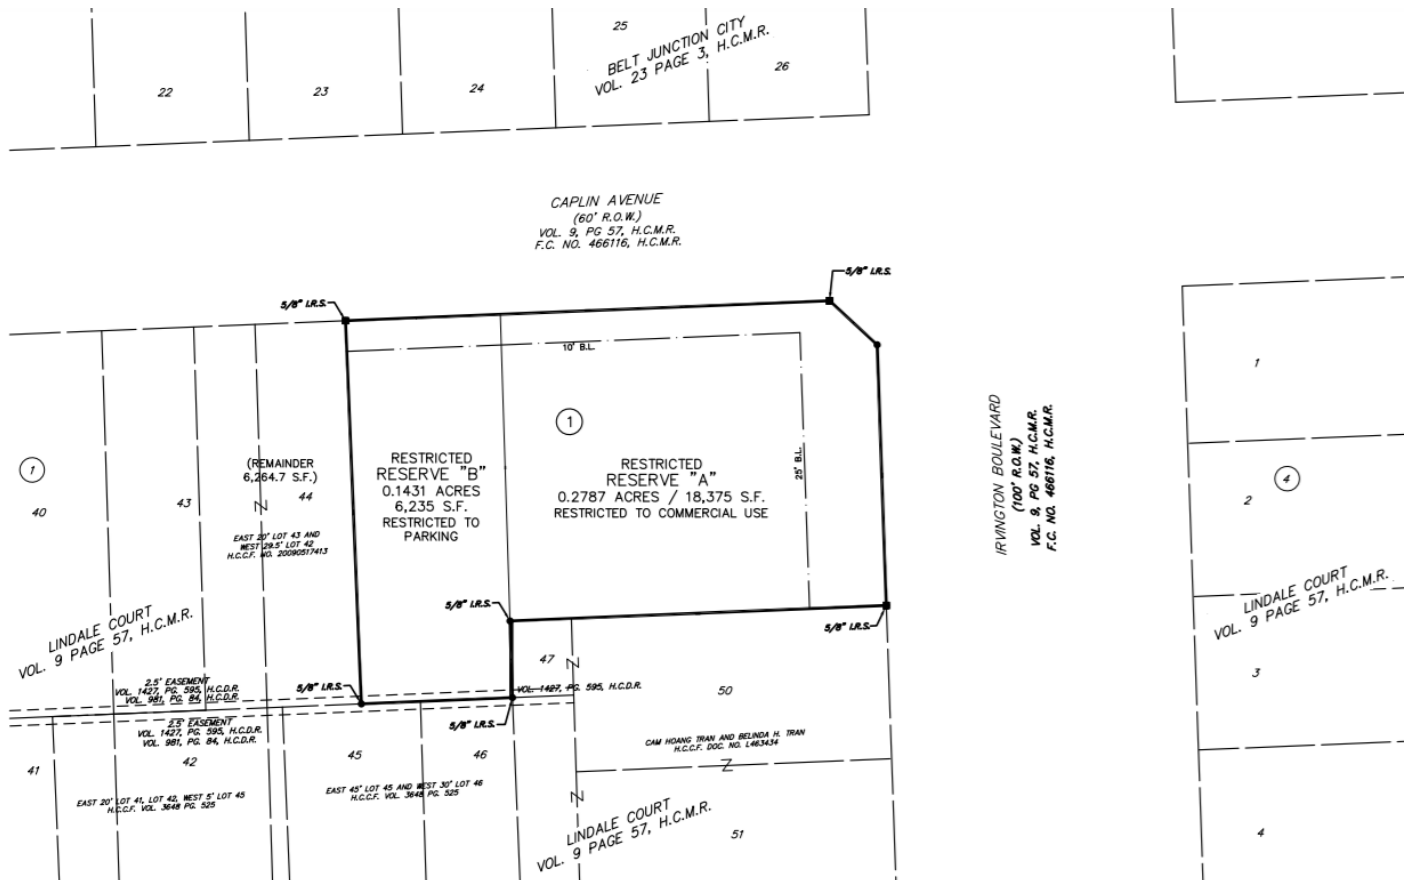 25
BELT JUNCTION CITY
VOL. 23 PAGE 3, H.C.M.R.
22
23
24
26
CAPLIN AVENUE
(60' R.O.W.)
VOL. 9, PG 57, H.C.M.R.
F.C. NO. 466116, H.C.M.R.
5/8" I.R.S.
5/8" I.R.S.
10' B.L.
25' B.L.
1
1
40
43
(REMAINDER
6,264.7 S.F.)
44
EAST 20' LOT 43 AND
WEST 29.5' LOT 42
H.C.C.F. NO. 20090517413
RESTRICTED
RESERVE "B"
0.1431 ACRES
6,235 S.F.
RESTRICTED TO
PARKING
RESTRICTED
RESERVE "A"
0.2787 ACRES / 18,375 S.F.
RESTRICTED TO COMMERCIAL USE
IRVINGTON BOULEVARD
(100' R.O.W.)
VOL. 9, PG 57, H.C.M.R.
F.C. NO. 466116, H.C.M.R.
1
4
2
LINDALE COURT
VOL. 9 PAGE 57, H.C.M.R.
3
4
LINDALE COURT
VOL. 9 PAGE 57, H.C.M.R.
5/8" I.R.S.
5/8" I.R.S.
5/8" I.R.S.
5/8" I.R.S.
2.5' EASEMENT
VOL. 1427, PG. 595, H.C.D.R.
VOL. 981, PG. 84, H.C.D.R.
2.5' EASEMENT
VOL. 1427, PG. 595, H.C.D.R.
VOL. 981, PG. 84, H.C.D.R.
47
VOL. 1427, PG. 595, H.C.D.R.
50
CAM HOANG TRAN AND BELINDA H. TRAN
H.C.C.F. DOC. NO. L463434
41
42
45
46
EAST 20' LOT 41, LOT 42, WEST 5' LOT 45
H.C.C.F. VOL. 3648 PG. 525
EAST 45' LOT 45 AND WEST 30' LOT 46
H.C.C.F. VOL. 3648 PG. 525
LINDALE COURT
VOL. 9 PAGE 57, H.C.M.R.
51